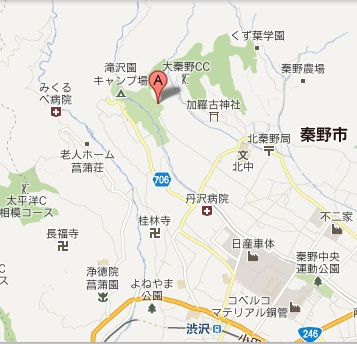 くず葉学園
滝沢園
キャンプ場
大秦野CC
A
秦野農場
みくる
べ病院
加羅古神社
秦野市
北秦野局
文
北中
老人ホーム
菖蒲荘
706
太平洋C
相模コース
丹沢病院
不二家
長福寺
桂林寺
日産車体
秦野中央
運動公園
浄徳院
菖蒲園
よねやま
公園
コベルコ
マテリアル銅管
渋沢
246